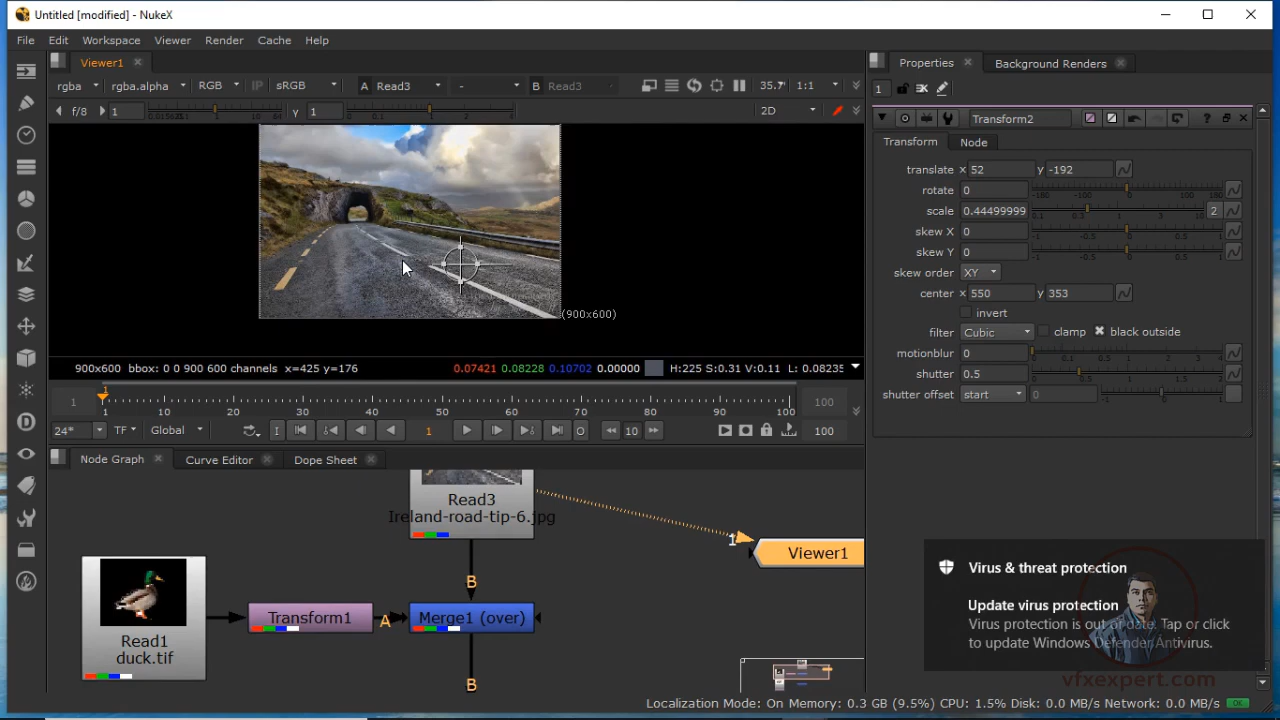 Untitled [modified] - NukeX
File Edit Workspace Viewer Render Cache Help
Viewer1
Properties Background Renders
rgba rgba.alpha RGB IP sRGB A Read3 - B Read3 35.7 1:1
f/8 1 Y 1 2D
1
Transform2
Transform Node
translate x 52 y -192
rotate 0
scale 0.44499999 2
skew X 0
skew Y 0
skew order XY
center x 550 y 353
invert
filter Cubic clamp black outside
motionblur 0
shutter 0.5
shutter offset start 0
(900x600)
900x600 bbox: 0 0 900 600 channels x=425 y=176 0.07421 0.08228 0.10702 0.00000 H:225 S:0.31 V:0.11 L: 0.08235
1 1 10 20 30 40 50 60 70 80 90 100 100
1
24* TF Global I 1 O 10 100
Node Graph Curve Editor Dope Sheet
Read3
Ireland-road-tip-6.jpg
1
Viewer1
B
Read1
duck.tif
Transform1
A
Merge1 (over)
B
Virus & threat protection
Update virus protection
Virus protection is out of date. Tap or click
to update Windows Defender Antivirus.
vfxexpert.com
Localization Mode: On Memory: 0.3 GB (9.5%) CPU: 1.5% Disk: 0.0 MB/s Network: 0.0 MB/s OK